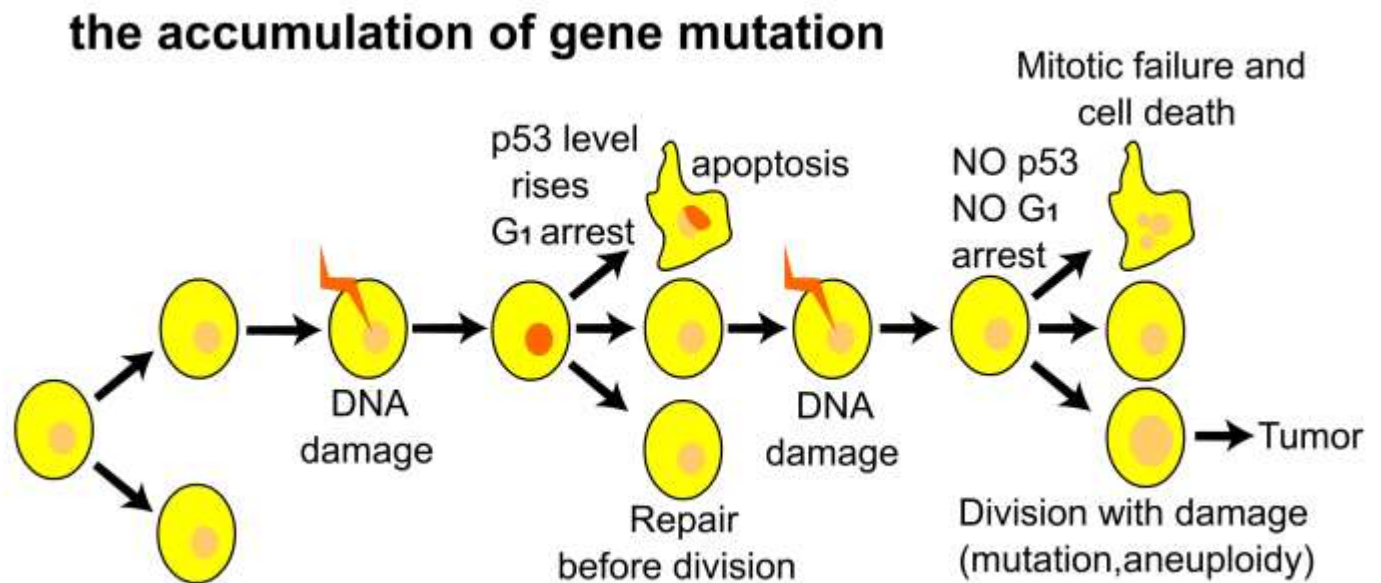 the accumulation of gene mutation
p53 level
rises
G₁ arrest
apoptosis
Mitotic failure and
cell death
NO p53
NO G₁
arrest
DNA
damage
Repair
before division
DNA
damage
Tumor
Division with damage
(mutation,aneuploidy)